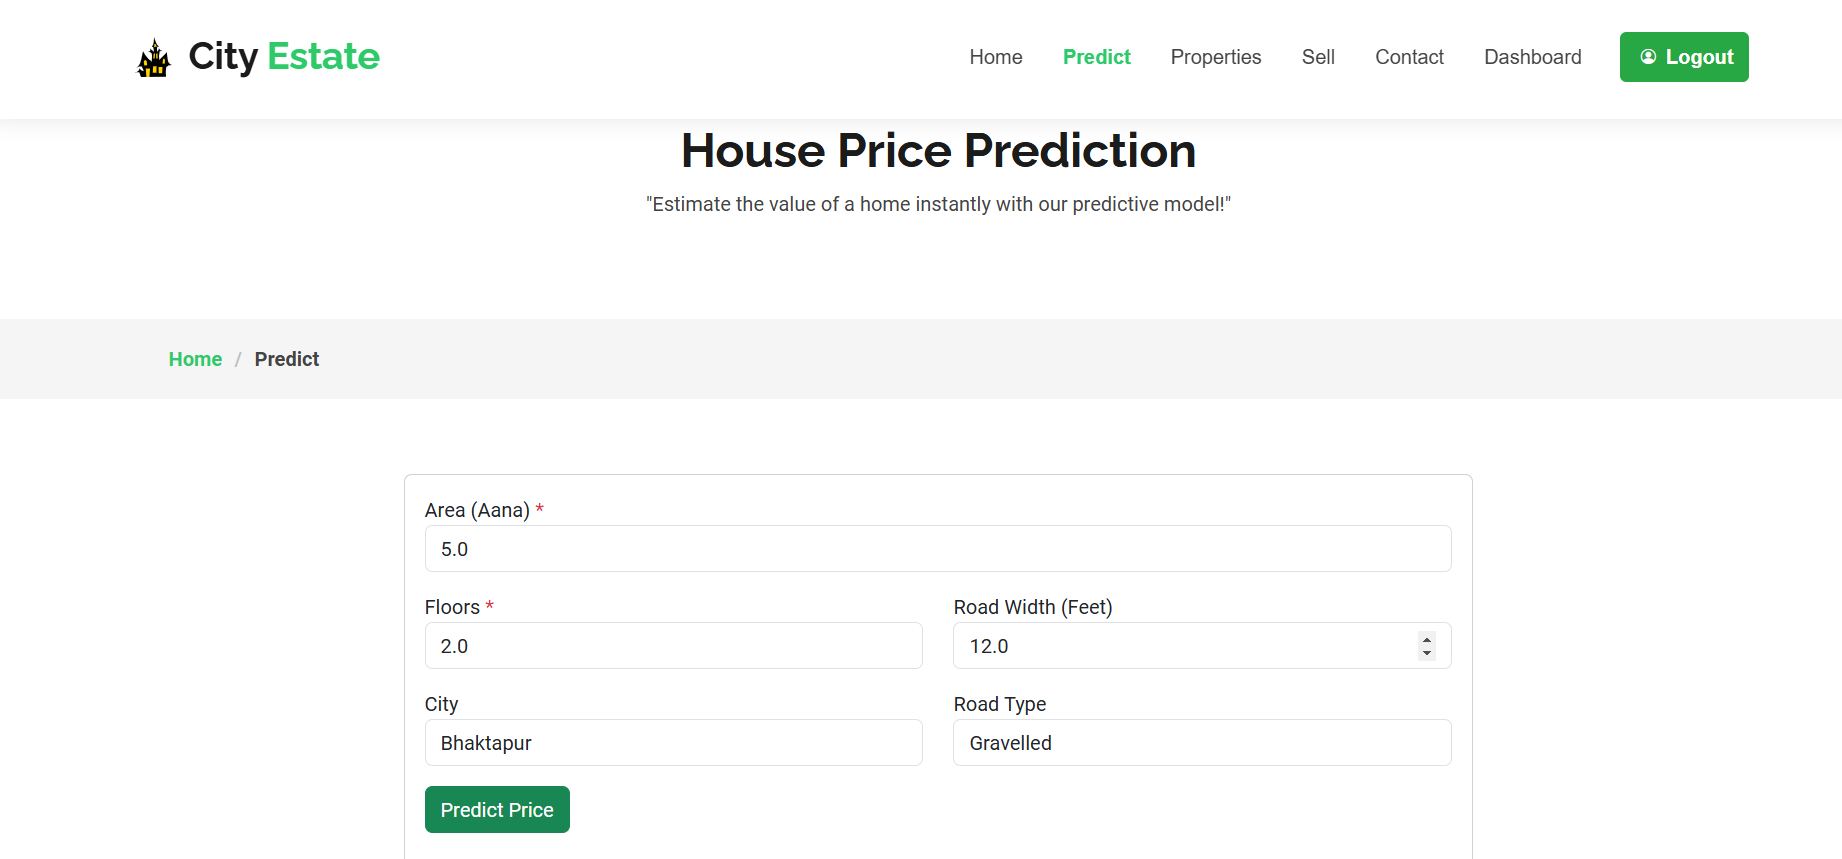 City Estate
Home Predict Properties Sell Contact Dashboard Logout
House Price Prediction
"Estimate the value of a home instantly with our predictive model!"
Home / Predict
Area (Aana) *
5.0
Floors * Road Width (Feet)
2.0 12.0
City Road Type
Bhaktapur Gravelled
Predict Price